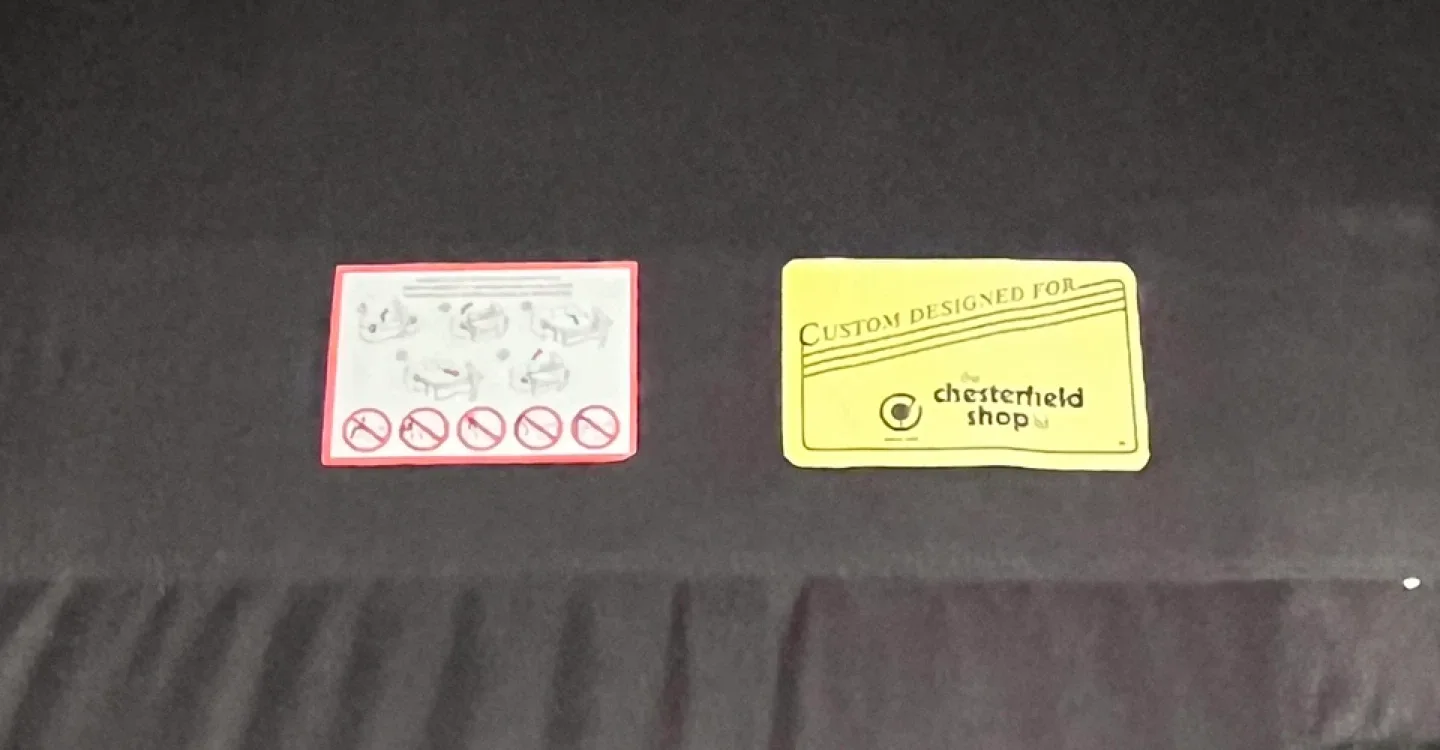 CUSTOM DESIGNED FOR
the
chesterfield
shop